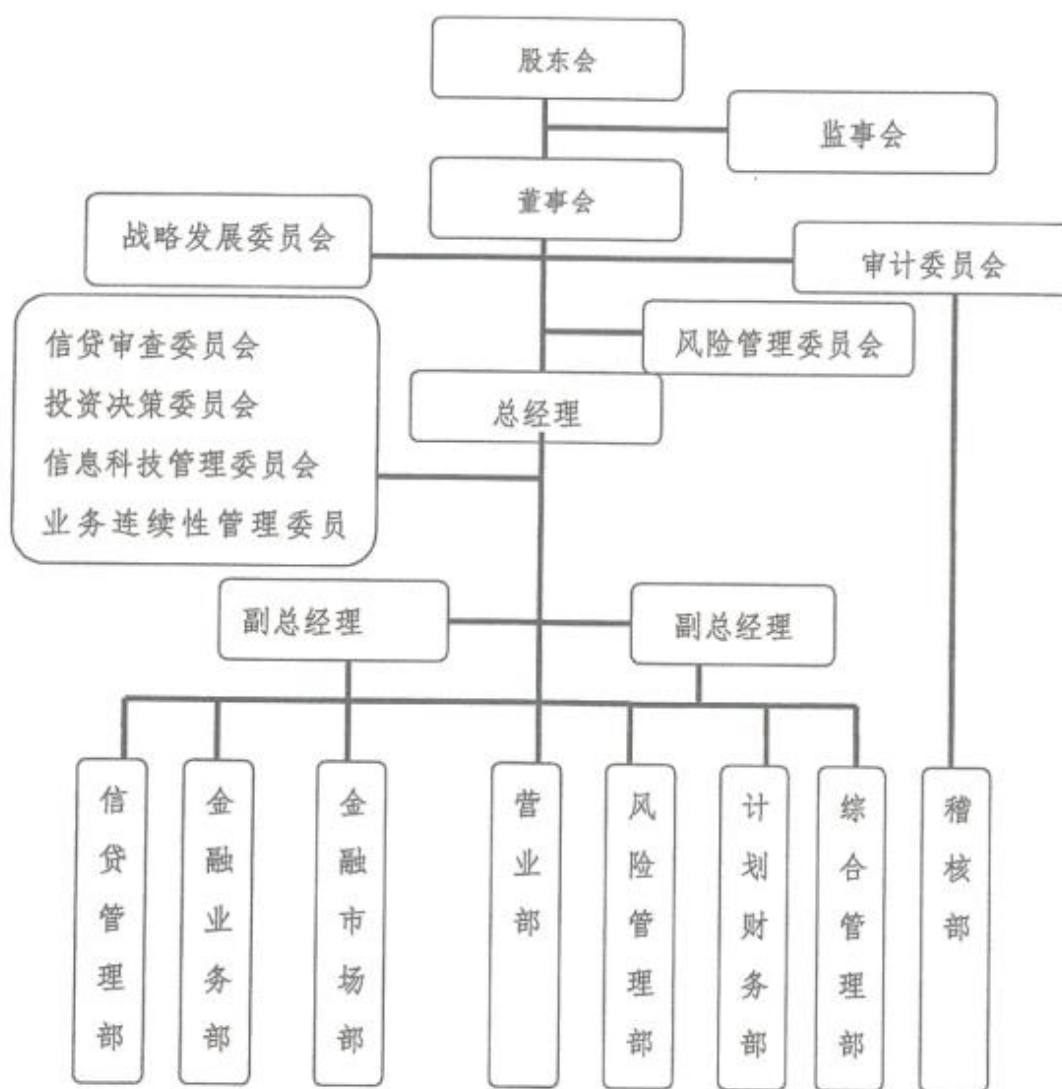 股东会
监事会
董事会
战略发展委员会
审计委员会
信贷审查委员会
投资决策委员会
信息科技管理委员会
业务连续性管理委员
风险管理委员会
总经理
副总经理
副总经理
信贷管理部
金融业务部
金融市场部
营业部
风险管理部
计划财务部
综合管理部
稽核部